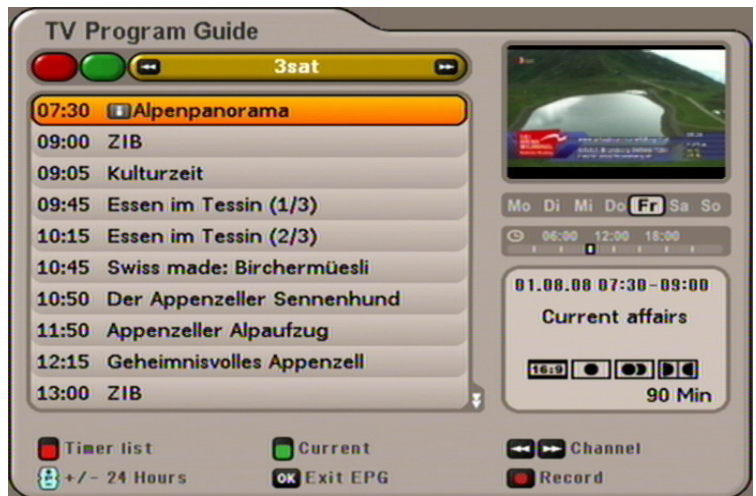 TV Program Guide
3sat
07:30 Alpenpanorama
09:00 ZIB
09:05 Kulturzeit
09:45 Essen im Tessin (1/3)
10:15 Essen im Tessin (2/3)
10:45 Swiss made: Birchermüesli
10:50 Der Appenzeller Sennenhund
11:50 Appenzeller Alpaufzug
12:15 Geheimnisvolles Appenzell
13:00 ZIB
Mo Di Mi Do Fr Sa So
06:00 12:00 18:00
01.08.08 07:30-09:00
Current affairs
16:9
90 Min
Timer list
Current
Channel
+/- 24 Hours
OK Exit EPG
Record